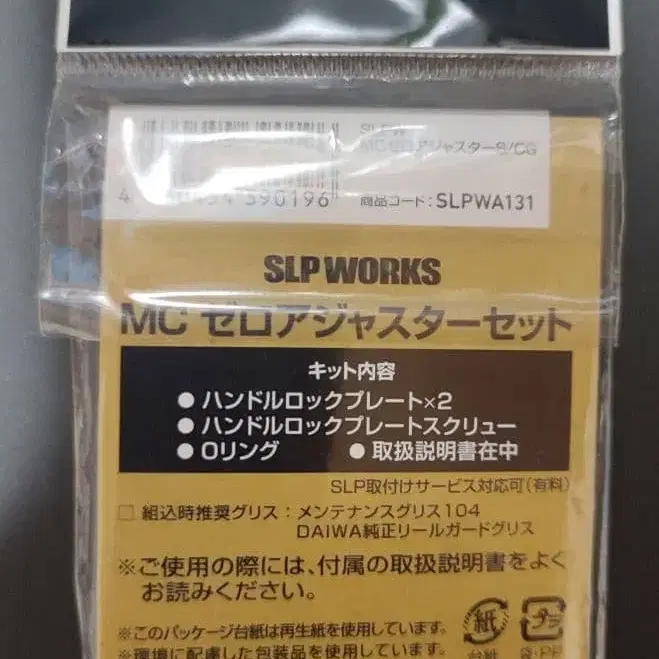 MC ゼロアジャスターS/CG
390196
商品コード:SLPWA131
SLPWORKS
MC ゼロアジャスターセット
キット内容
● ハンドルロックプレート×2
● ハンドルロックプレートスクリュー
● Oリング ● 取扱説明書在中
SLP取付けサービス対応可(有料)
□ 組込時推奨グリス:メンテナンスグリス104
DAIWA純正リールガードグリス
※ご使用の際には、付属の取扱説明書をよく
お読みください。
※このパッケージ台紙は再生紙を使用しています。
※環境に配慮した包装品を使用しています。
紙
プラ
台紙
袋:PP